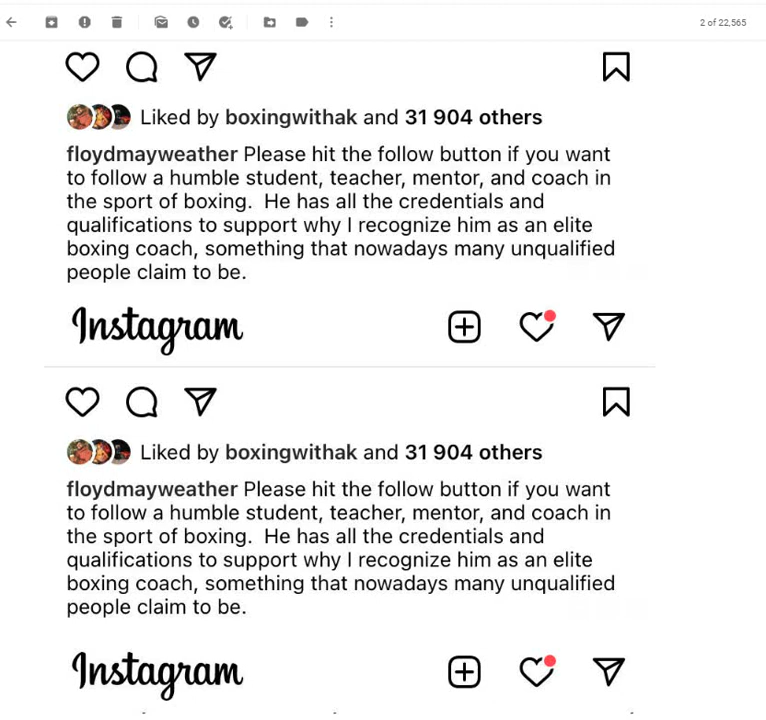 2 of 22,565
Liked by boxingwithak and 31 904 others
floydmayweather Please hit the follow button if you want
to follow a humble student, teacher, mentor, and coach in
the sport of boxing. He has all the credentials and
qualifications to support why I recognize him as an elite
boxing coach, something that nowadays many unqualified
people claim to be.
Instagram
Liked by boxingwithak and 31 904 others
floydmayweather Please hit the follow button if you want
to follow a humble student, teacher, mentor, and coach in
the sport of boxing. He has all the credentials and
qualifications to support why I recognize him as an elite
boxing coach, something that nowadays many unqualified
people claim to be.
Instagram